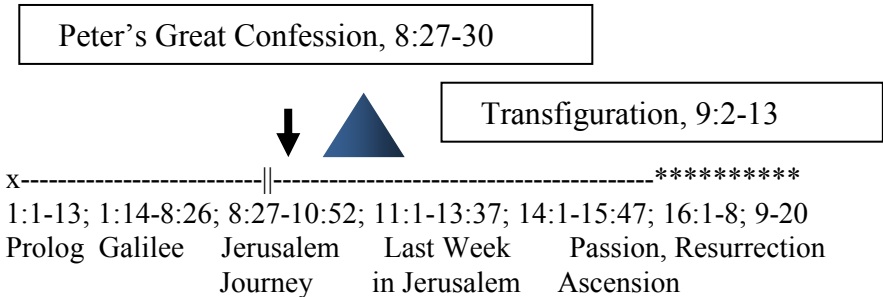 Peter’s Great Confession, 8:27-30
Transfiguration, 9:2-13
x--------------------------||-----------------------------------------**********
1:1-13; 1:14-8:26; 8:27-10:52; 11:1-13:37; 14:1-15:47; 16:1-8; 9-20
Prolog Galilee Jerusalem Last Week Passion, Resurrection
Journey in Jerusalem Ascension